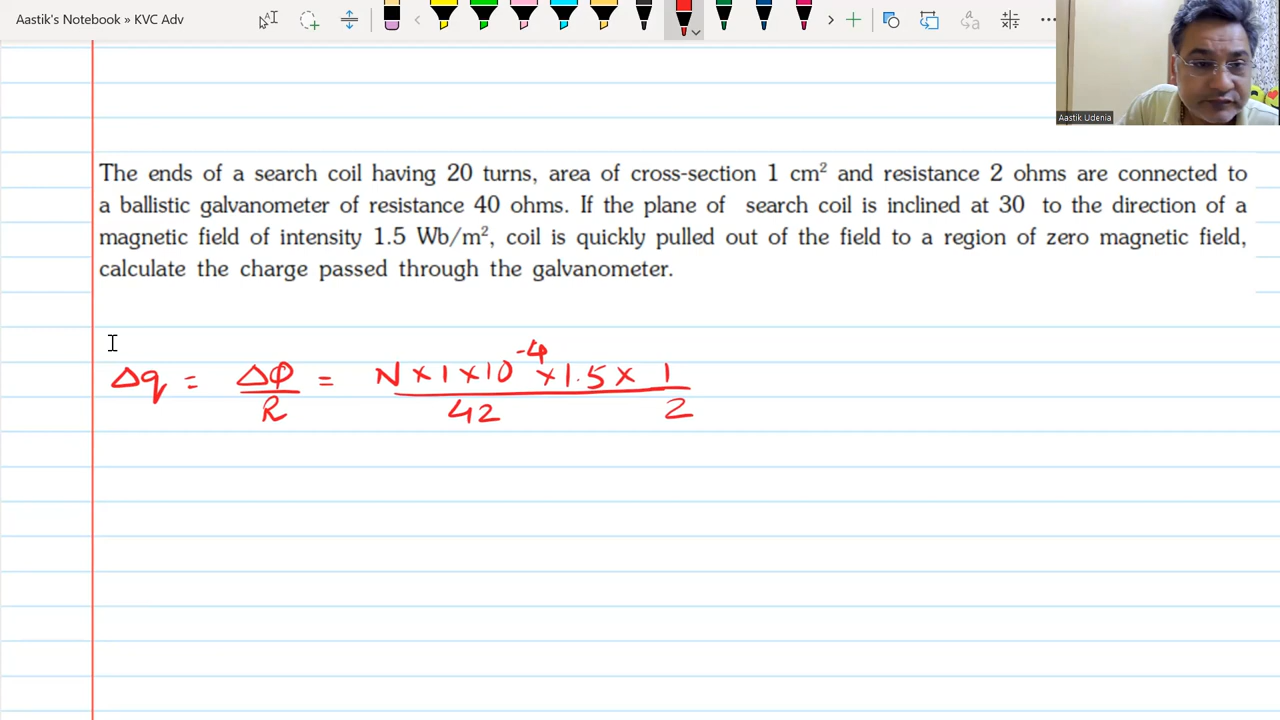 Aastik's Notebook » KVC Adv
Aastik Udenia
The ends of a search coil having 20 turns, area of cross-section 1 cm² and resistance 2 ohms are connected to
a ballistic galvanometer of resistance 40 ohms. If the plane of search coil is inclined at 30 to the direction of a
magnetic field of intensity 1.5 Wb/m², coil is quickly pulled out of the field to a region of zero magnetic field,
calculate the charge passed through the galvanometer.
Δq = Δφ/R = N×1×10⁻⁴×1.5×1/42 2